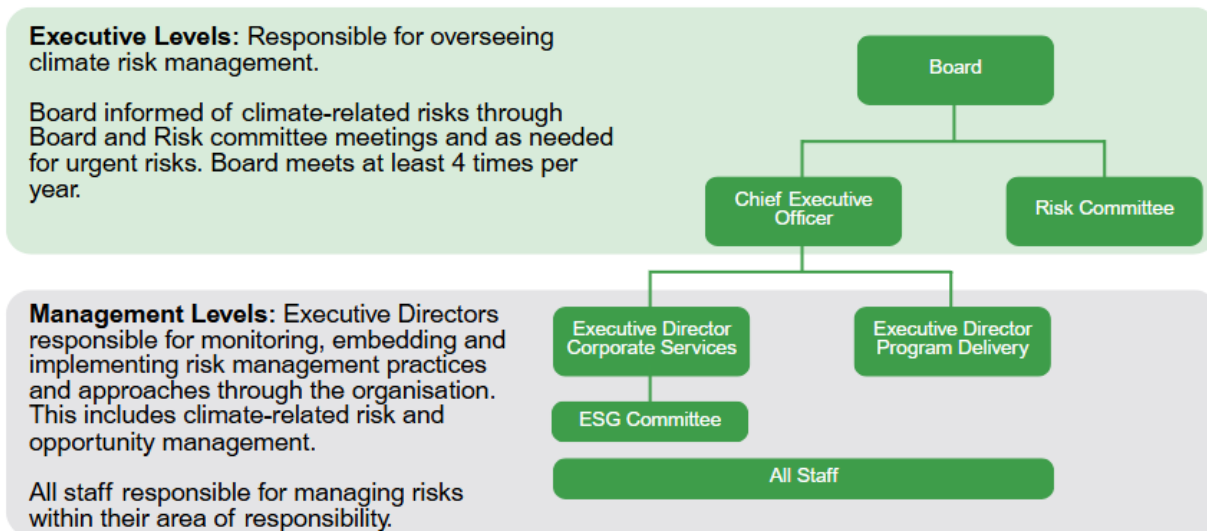 Executive Levels: Responsible for overseeing
climate risk management.
Board informed of climate-related risks through
Board and Risk committee meetings and as needed
for urgent risks. Board meets at least 4 times per
year.
Board
Chief Executive
Officer
Risk Committee
Management Levels: Executive Directors
responsible for monitoring, embedding and
implementing risk management practices
and approaches through the organisation.
This includes climate-related risk and
opportunity management.
All staff responsible for managing risks
within their area of responsibility.
Executive Director
Corporate Services
Executive Director
Program Delivery
ESG Committee
All Staff